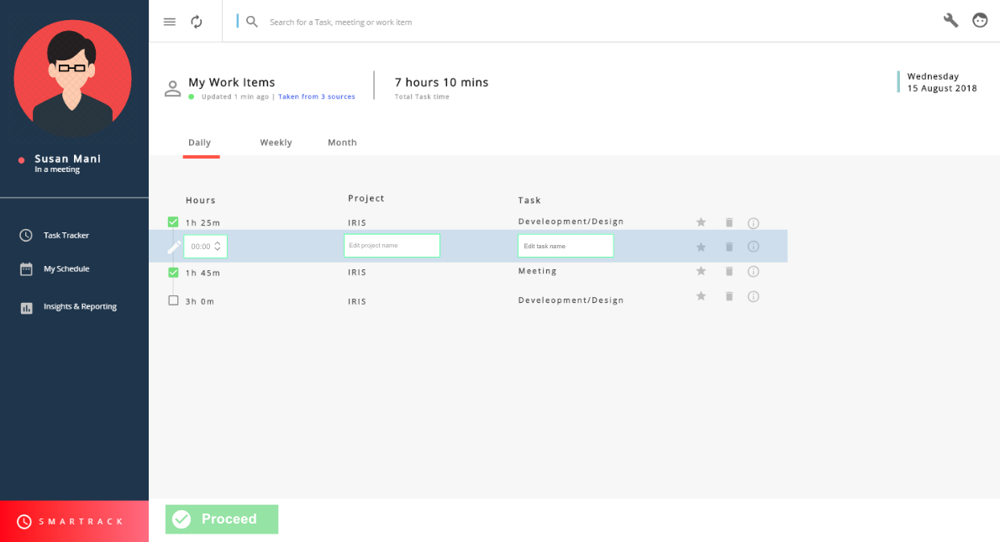 Search for a Task, meeting or work item
My Work Items
Updated 1 min ago | Taken from 3 sources
7 hours 10 mins
Total Task time
Wednesday
15 August 2018
Susan Mani
In a meeting
Task Tracker
My Schedule
Insights & Reporting
SMARTRACK
Daily Weekly Month
Hours Project Task
1h 25m IRIS Develeopment/Design
00:00 Edit project name Edit task name
1h 45m IRIS Meeting
3h 0m IRIS Develeopment/Design
Proceed